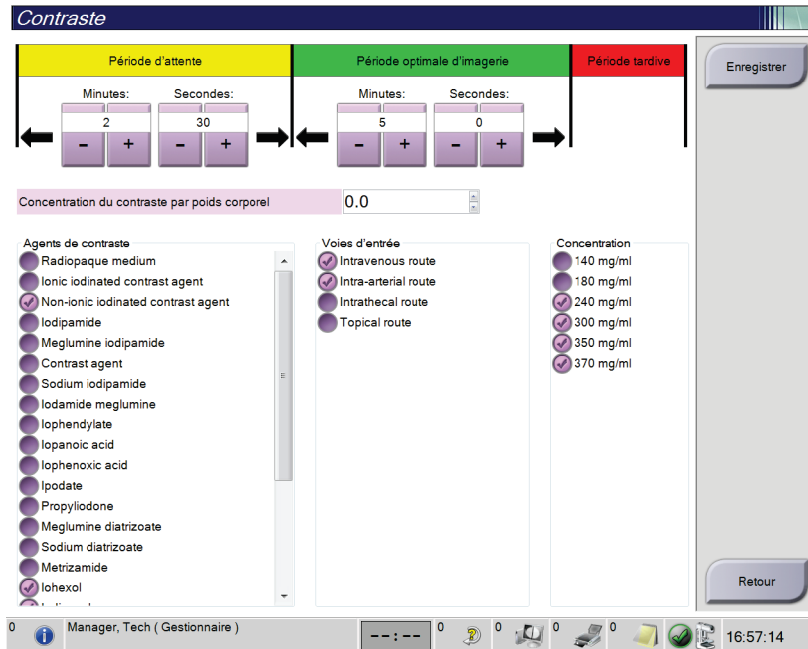 Contraste
Période d'attente
Période optimale d'imagerie
Période tardive
Enregistrer
Minutes:
Secondes:
Minutes:
Secondes:
2
30
5
0
- + - + - + - +
Concentration du contraste par poids corporel
0.0
Agents de contraste
Radiopaque medium
Ionic iodinated contrast agent
Non-ionic iodinated contrast agent
Iodipamide
Meglumine iodipamide
Contrast agent
Sodium iodipamide
Iodamide meglumine
Iophendylate
Iopanoic acid
Iophenoxic acid
Ipodate
Propyliodone
Meglumine diatrizoate
Sodium diatrizoate
Metrizamide
Iohexol
Voies d'entrée
Intravenous route
Intra-arterial route
Intrathecal route
Topical route
Concentration
140 mg/ml
180 mg/ml
240 mg/ml
300 mg/ml
350 mg/ml
370 mg/ml
Retour
0
Manager, Tech ( Gestionnaire )
--:--
0
0
0
0
16:57:14